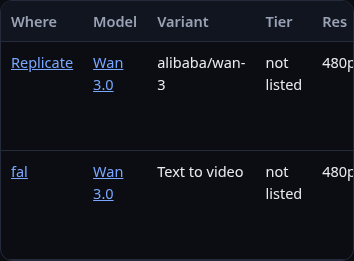 Where Model Variant Tier Res
Replicate Wan 3.0 alibaba/wan-3 not listed 480p
fal Wan 3.0 Text to video not listed 480p